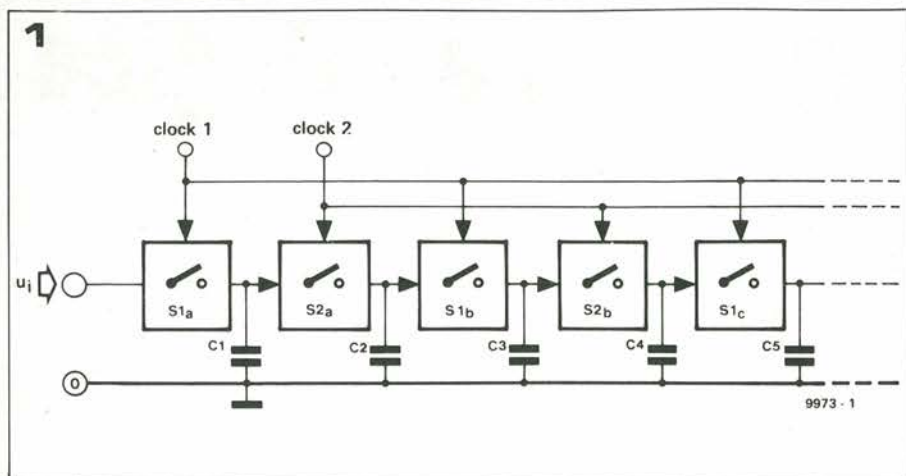 1
clock 1 clock 2
u_i S1a S2a S1b S2b S1c
C1 C2 C3 C4 C5
0
9973 - 1